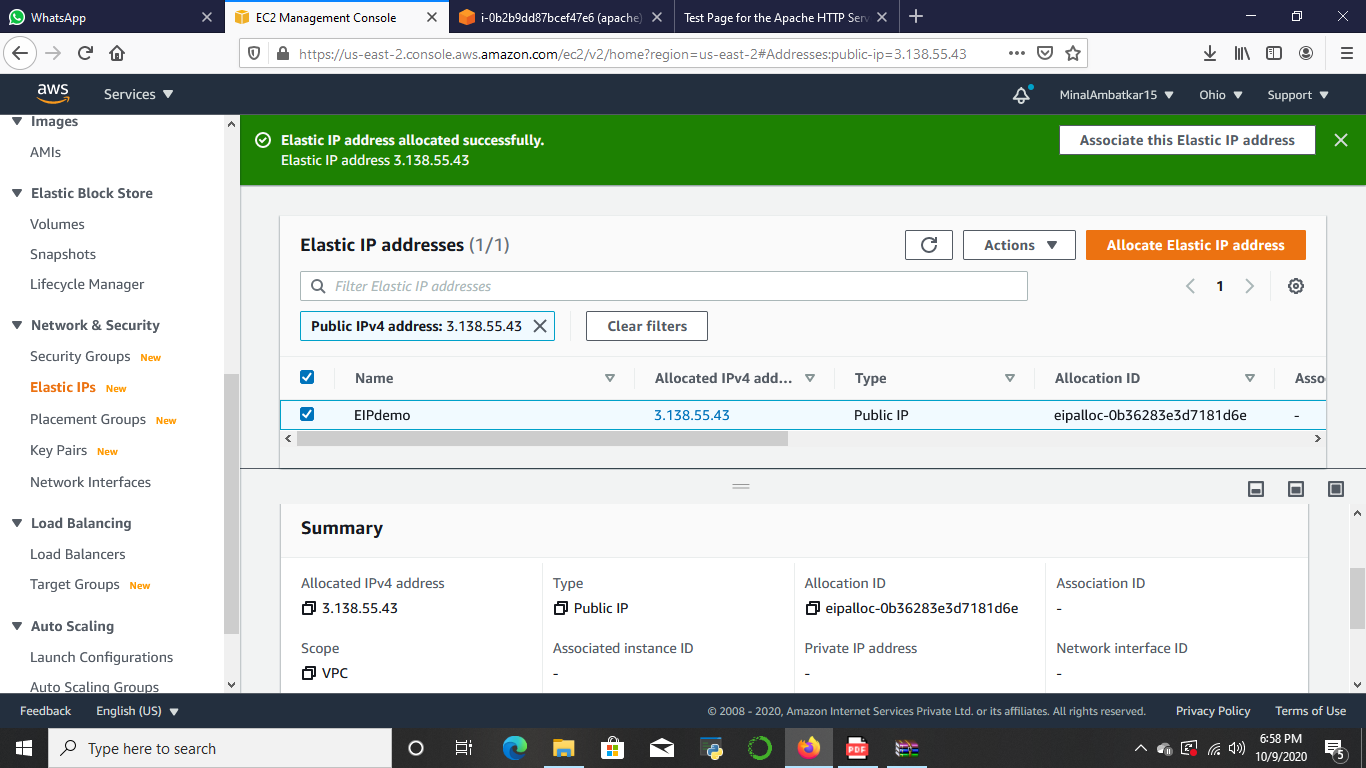 WhatsApp
EC2 Management Console
i-0b2b9dd87bcef47e6 (apache)
Test Page for the Apache HTTP Serv
https://us-east-2.console.aws.amazon.com/ec2/v2/home?region=us-east-2#Addresses:public-ip=3.138.55.43
aws
Services
MinalAmbatkar15
Ohio
Support
Images
AMIs
Elastic Block Store
Volumes
Snapshots
Lifecycle Manager
Network & Security
Security Groups New
Elastic IPs New
Placement Groups New
Key Pairs New
Network Interfaces
Load Balancing
Load Balancers
Target Groups New
Auto Scaling
Launch Configurations
Auto Scaling Groups
Elastic IP address allocated successfully.
Elastic IP address 3.138.55.43
Associate this Elastic IP address
Elastic IP addresses (1/1)
Actions
Allocate Elastic IP address
Filter Elastic IP addresses
1
Public IPv4 address: 3.138.55.43
Clear filters
Name Allocated IPv4 add... Type Allocation ID Asso
EIPdemo 3.138.55.43 Public IP eipalloc-0b36283e3d7181d6e -
Summary
Allocated IPv4 address
3.138.55.43
Type
Public IP
Allocation ID
eipalloc-0b36283e3d7181d6e
Association ID
-
Scope
VPC
Associated instance ID
-
Private IP address
-
Network interface ID
-
Feedback
English (US)
© 2008 - 2020, Amazon Internet Services Private Ltd. or its affiliates. All rights reserved.
Privacy Policy
Terms of Use
Type here to search
PDF
6:58 PM
10/9/2020
5